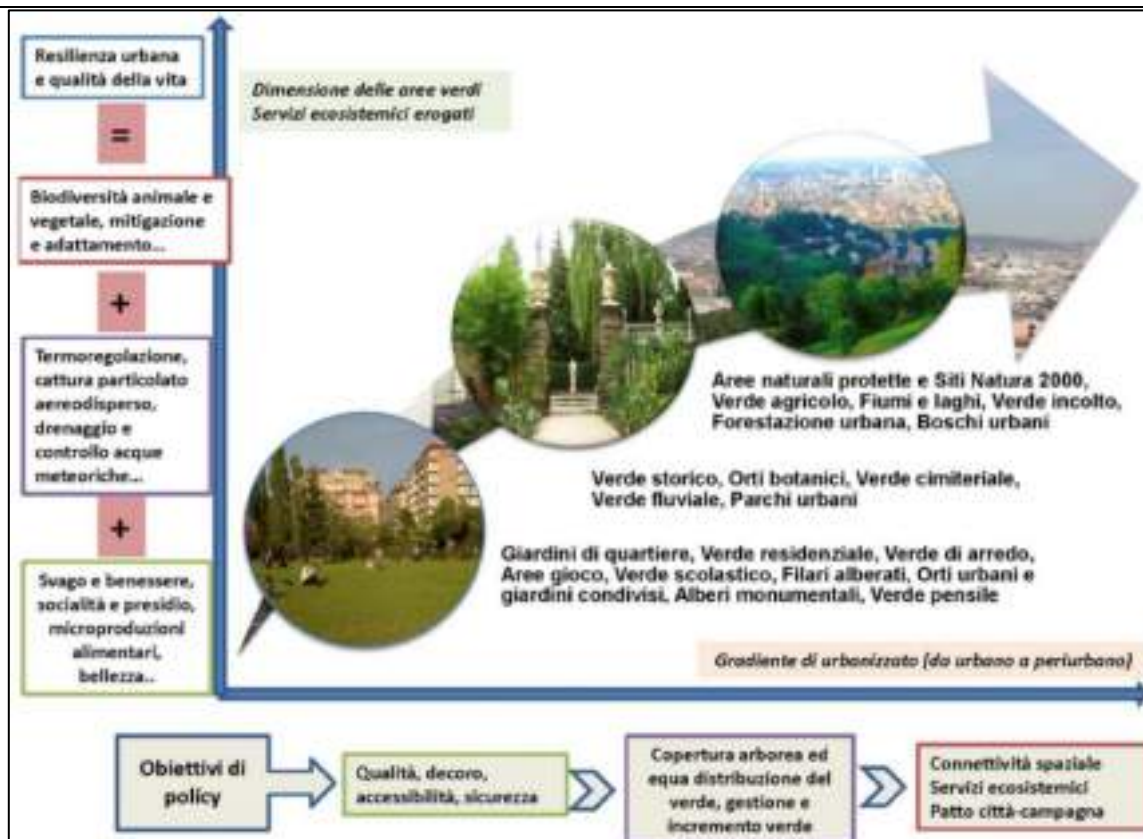 Resilienza urbana
e qualità della vita
=
Biodiversità animale e
vegetale, mitigazione
e adattamento...
+
Termoregolazione,
cattura particolato
aereodisperso,
drenaggio e
controllo acque
meteoriche...
+
Svago e benessere,
socialità e presidio,
microproduzioni
alimentari,
bellezza..
Dimensione delle aree verdi
Servizi ecosistemici erogati
Aree naturali protette e Siti Natura 2000,
Verde agricolo, Fiumi e laghi, Verde incolto,
Forestazione urbana, Boschi urbani
Verde storico, Orti botanici, Verde cimiteriale,
Verde fluviale, Parchi urbani
Giardini di quartiere, Verde residenziale, Verde di arredo,
Aree gioco, Verde scolastico, Filari alberati, Orti urbani e
giardini condivisi, Alberi monumentali, Verde pensile
Gradiente di urbanizzato [da urbano a periurbano]
Obiettivi di
policy
Qualità, decoro,
accessibilità, sicurezza
Copertura arborea ed
equa distribuzione del
verde, gestione e
incremento verde
Connettività spaziale
Servizi ecosistemici
Patto città-campagna